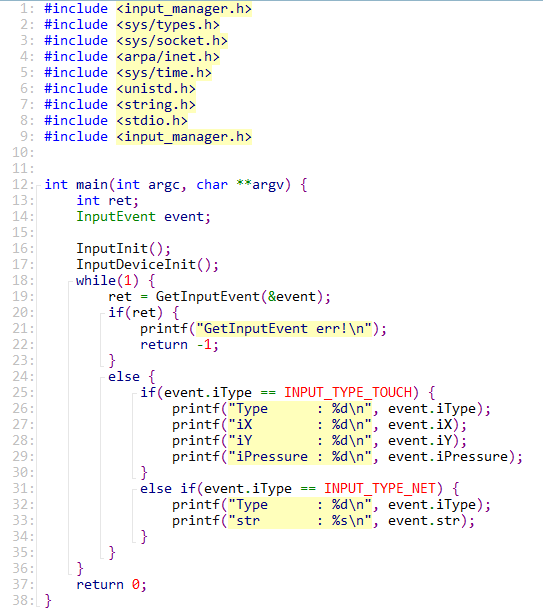 1: #include <input_manager.h>
2: #include <sys/types.h>
3: #include <sys/socket.h>
4: #include <arpa/inet.h>
5: #include <sys/time.h>
6: #include <unistd.h>
7: #include <string.h>
8: #include <stdio.h>
9: #include <input_manager.h>
10:
11:
12: int main(int argc, char **argv) {
13:     int ret;
14:     InputEvent event;
15:
16:     InputInit();
17:     InputDeviceInit();
18:     while(1) {
19:         ret = GetInputEvent(&event);
20:         if(ret) {
21:             printf("GetInputEvent err!\n");
22:             return -1;
23:         }
24:         else {
25:             if(event.iType == INPUT_TYPE_TOUCH) {
26:                 printf("Type      : %d\n", event.iType);
27:                 printf("iX        : %d\n", event.iX);
28:                 printf("iY        : %d\n", event.iY);
29:                 printf("iPressure : %d\n", event.iPressure);
30:             }
31:             else if(event.iType == INPUT_TYPE_NET) {
32:                 printf("Type      : %d\n", event.iType);
33:                 printf("str       : %s\n", event.str);
34:             }
35:         }
36:     }
37:     return 0;
38: }